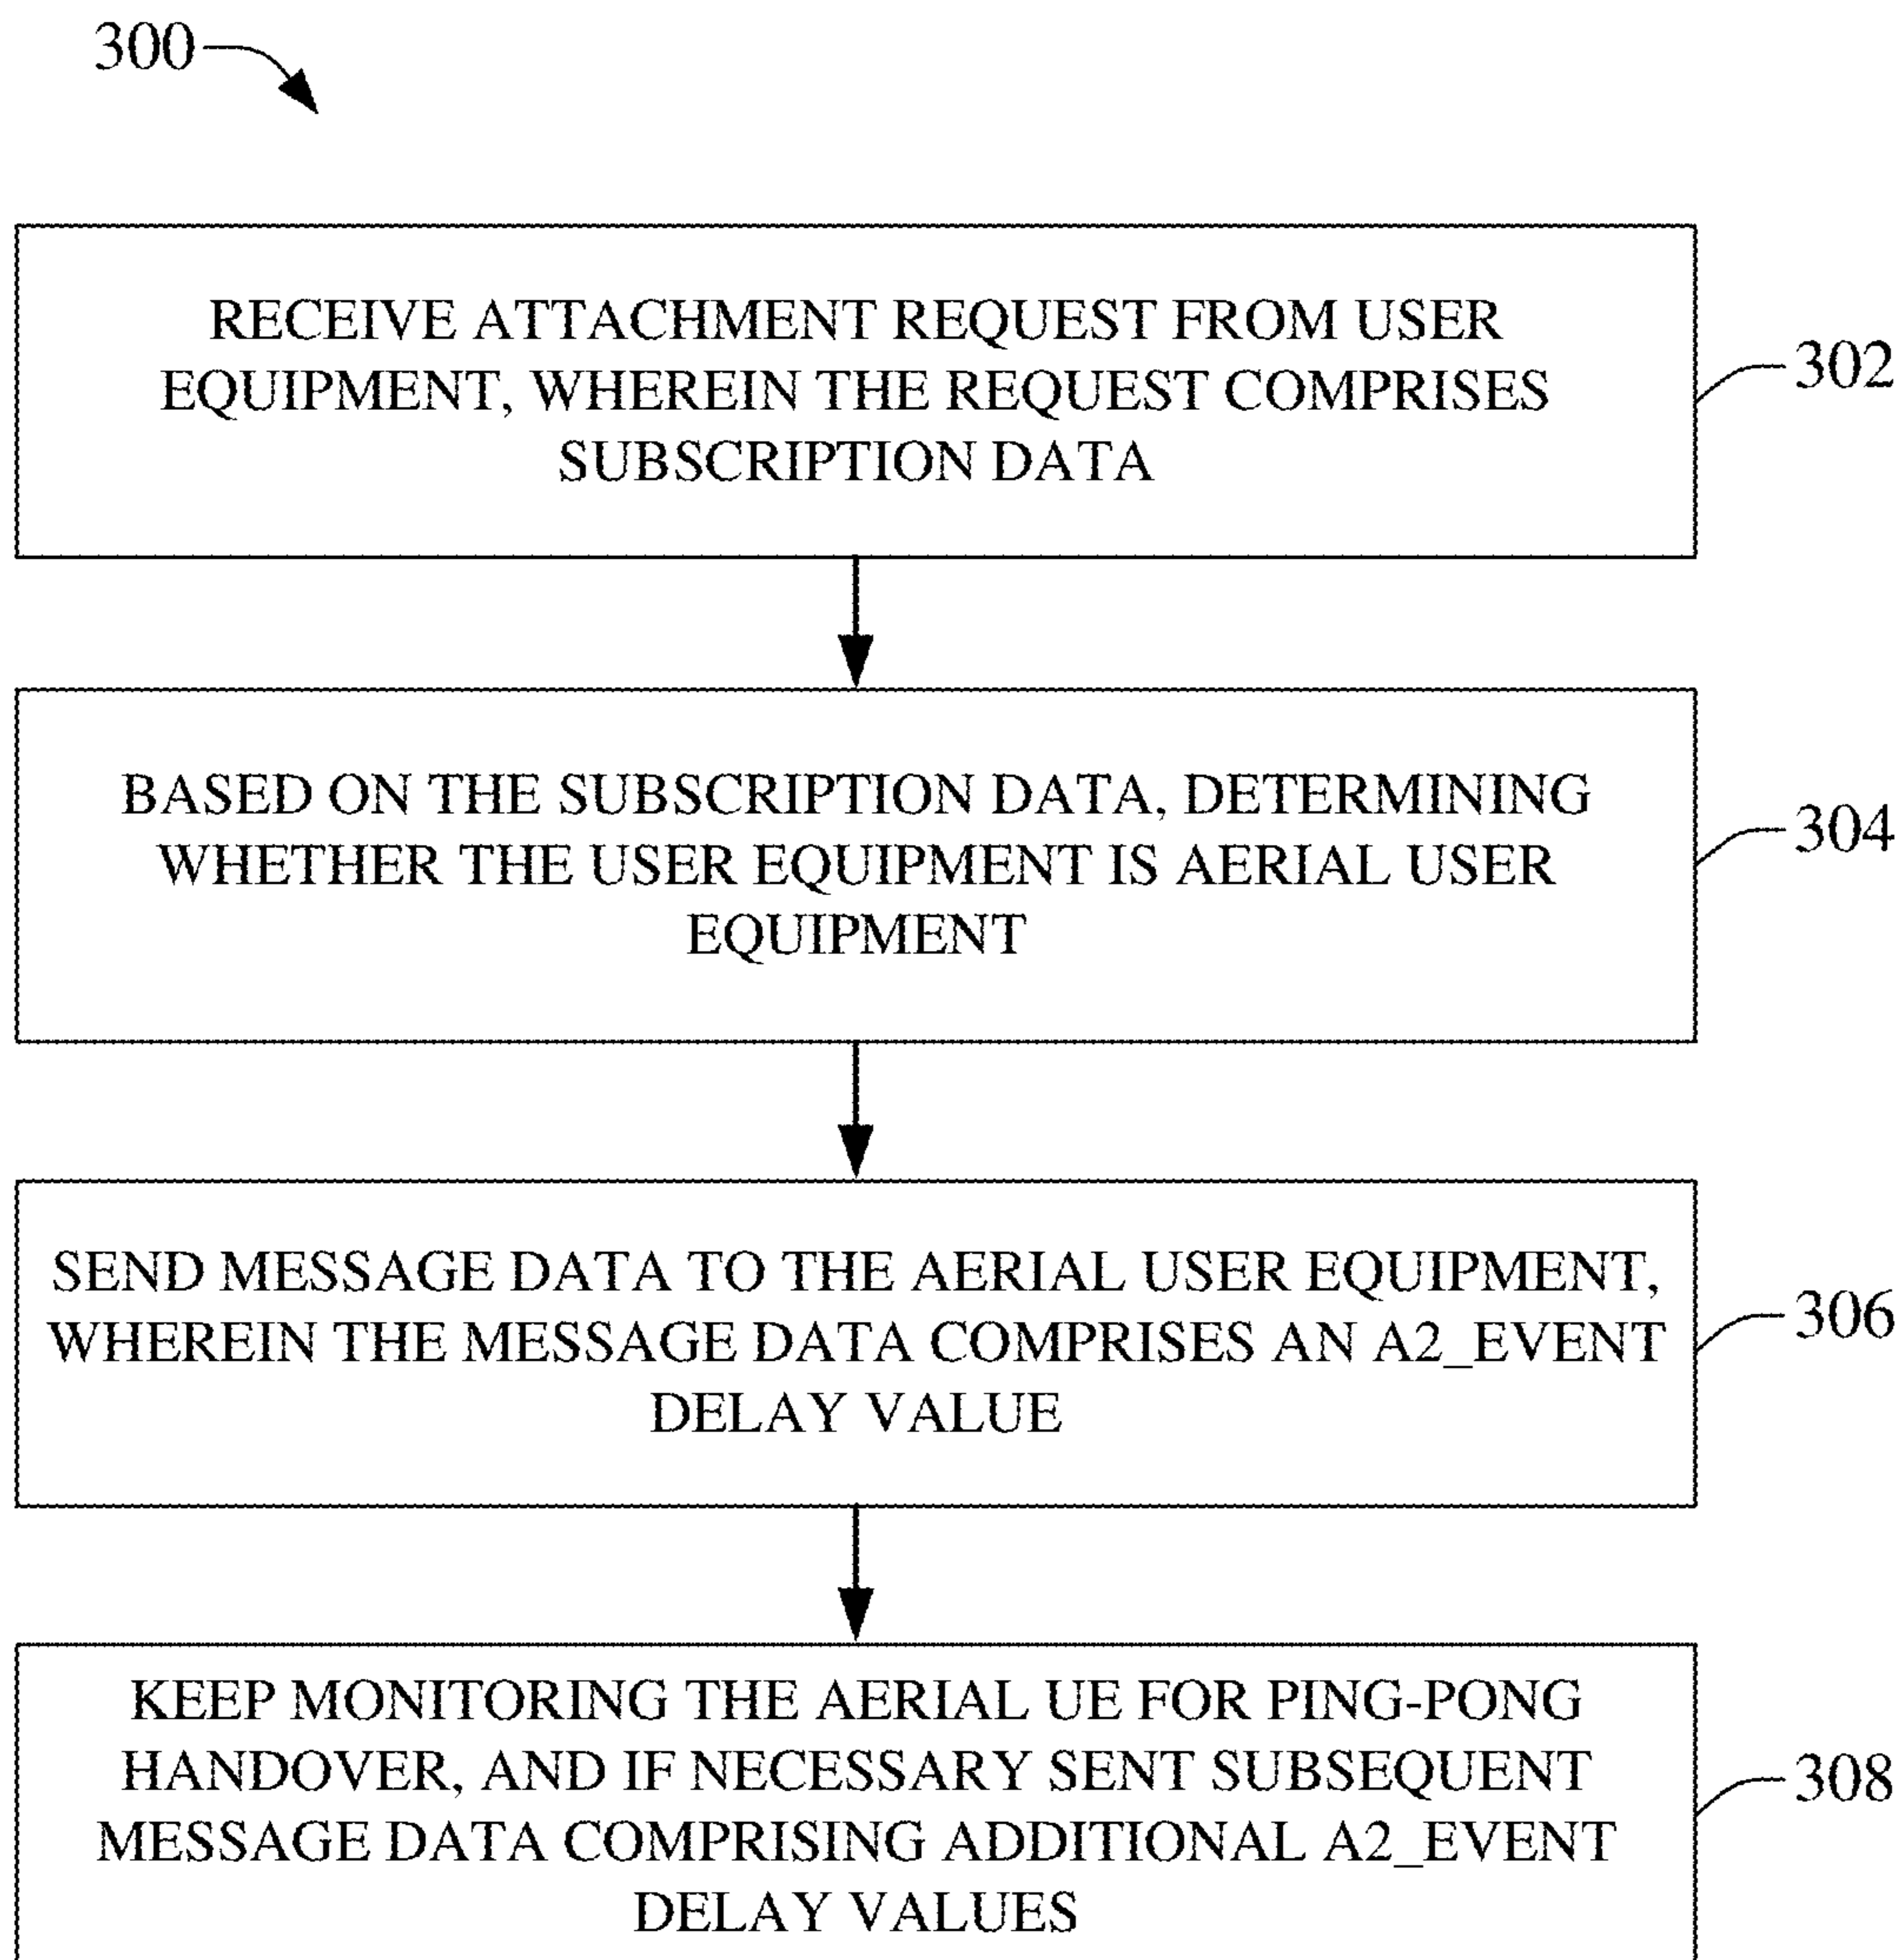 300
RECEIVE ATTACHMENT REQUEST FROM USER
EQUIPMENT, WHEREIN THE REQUEST COMPRISES
SUBSCRIPTION DATA
302
BASED ON THE SUBSCRIPTION DATA, DETERMINING
WHETHER THE USER EQUIPMENT IS AERIAL USER
EQUIPMENT
304
SEND MESSAGE DATA TO THE AERIAL USER EQUIPMENT,
WHEREIN THE MESSAGE DATA COMPRISES AN A2_EVENT
DELAY VALUE
306
KEEP MONITORING THE AERIAL UE FOR PING-PONG
HANDOVER, AND IF NECESSARY SENT SUBSEQUENT
MESSAGE DATA COMPRISING ADDITIONAL A2_EVENT
DELAY VALUES
308